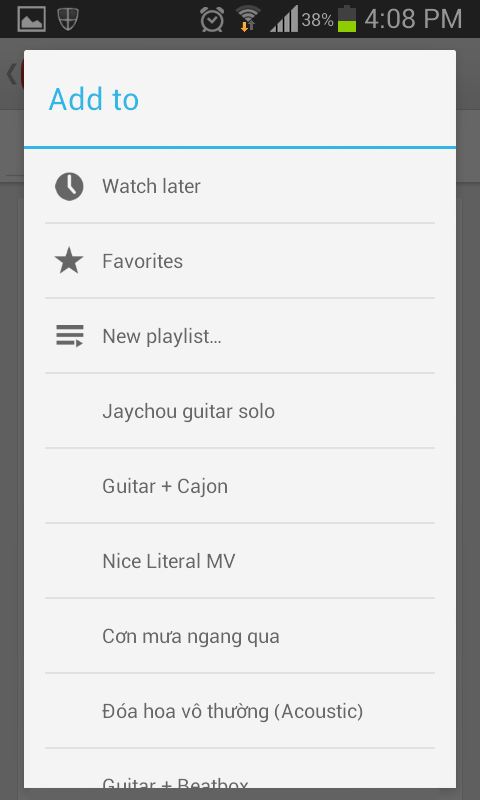 38%
4:08 PM
Add to
Watch later
Favorites
New playlist...
Jaychou guitar solo
Guitar + Cajon
Nice Literal MV
Cơn mưa ngang qua
Đóa hoa vô thường (Acoustic)
Guitar + Beatbox